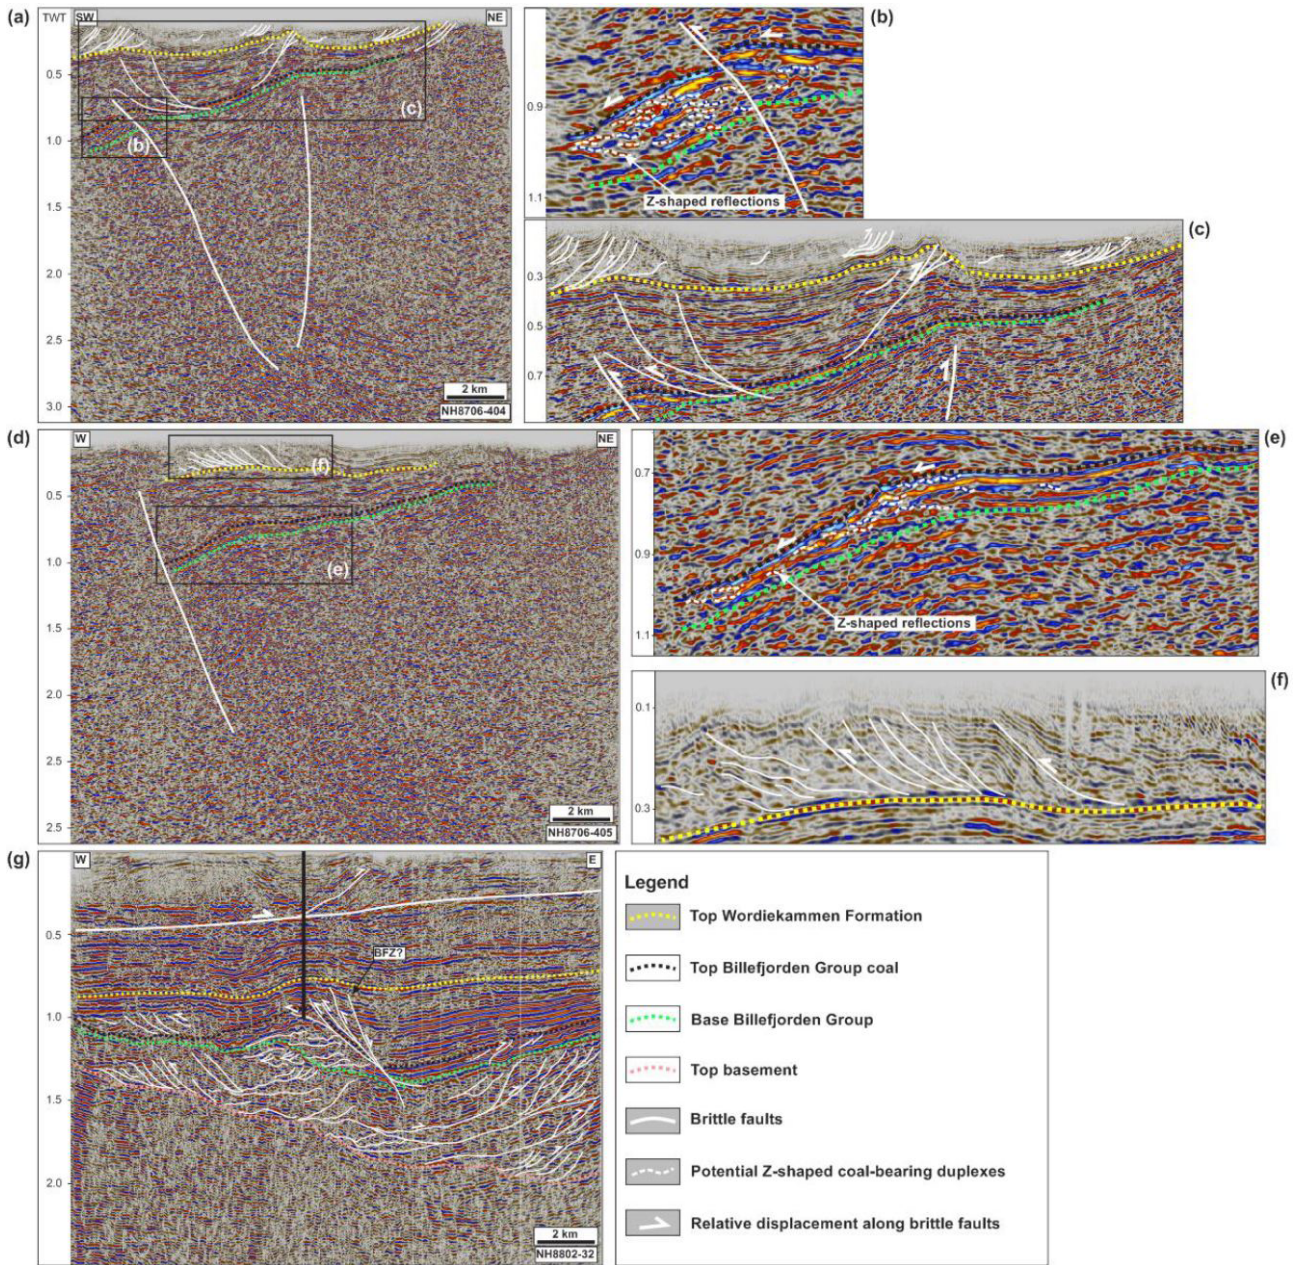 (a)
TWT
SW
NE
0.5
1.0
1.5
2.0
2.5
3.0
(b)
(c)
2 km
NH8706-404
(b)
0.9
1.1
Z-shaped reflections
(c)
0.3
0.5
0.7
(d)
W
NE
0.5
1.0
1.5
2.0
2.5
(f)
(e)
2 km
NH8706-405
(e)
0.7
0.9
1.1
Z-shaped reflections
(f)
0.1
0.3
(g)
W
E
0.5
1.0
1.5
2.0
BFZ?
2 km
NH8802-32
Legend
Top Wordiekammen Formation
Top Billefjorden Group coal
Base Billefjorden Group
Top basement
Brittle faults
Potential Z-shaped coal-bearing duplexes
Relative displacement along brittle faults